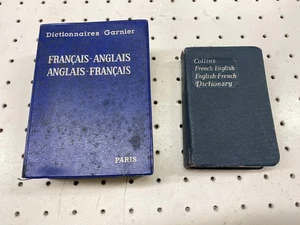 Dictionnaires Garnier
FRANÇAIS-ANGLAIS
ANGLAIS-FRANÇAIS
PARIS
Collins
French-English
English-French
Dictionary